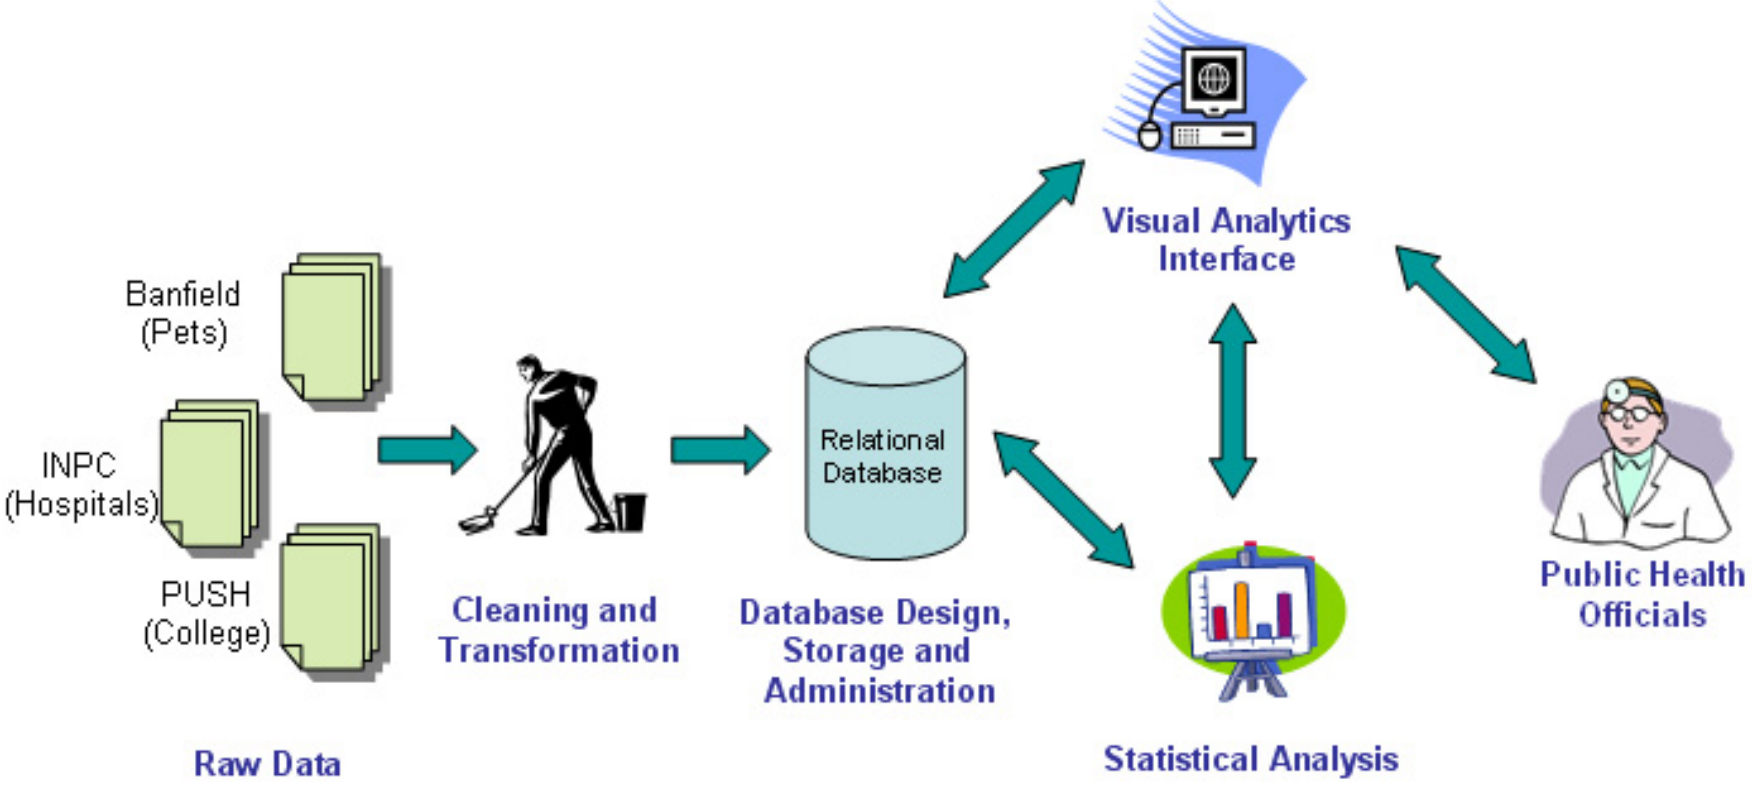 Banfield
(Pets)
INPC
(Hospitals)
PUSH
(College)
Raw Data
Cleaning and
Transformation
Relational
Database
Database Design,
Storage and
Administration
Visual Analytics
Interface
Statistical Analysis
Public Health
Officials